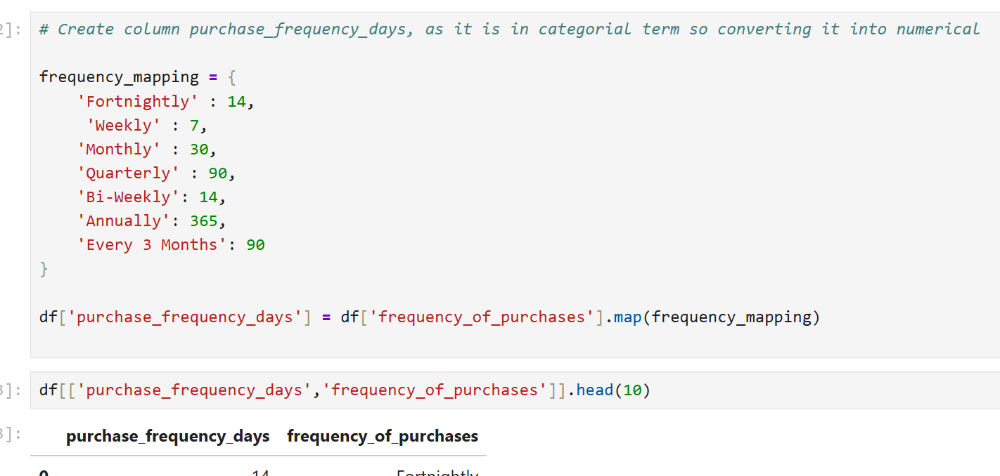 2]:
# Create column purchase_frequency_days, as it is in categorial term so converting it into numerical
frequency_mapping = {
    'Fortnightly' : 14,
     'Weekly' : 7,
    'Monthly' : 30,
    'Quarterly' : 90,
    'Bi-Weekly': 14,
    'Annually': 365,
    'Every 3 Months': 90
}
df['purchase_frequency_days'] = df['frequency_of_purchases'].map(frequency_mapping)
3]:
df[['purchase_frequency_days','frequency_of_purchases']].head(10)
3]:
purchase_frequency_days frequency_of_purchases
0 14 Fortnightly